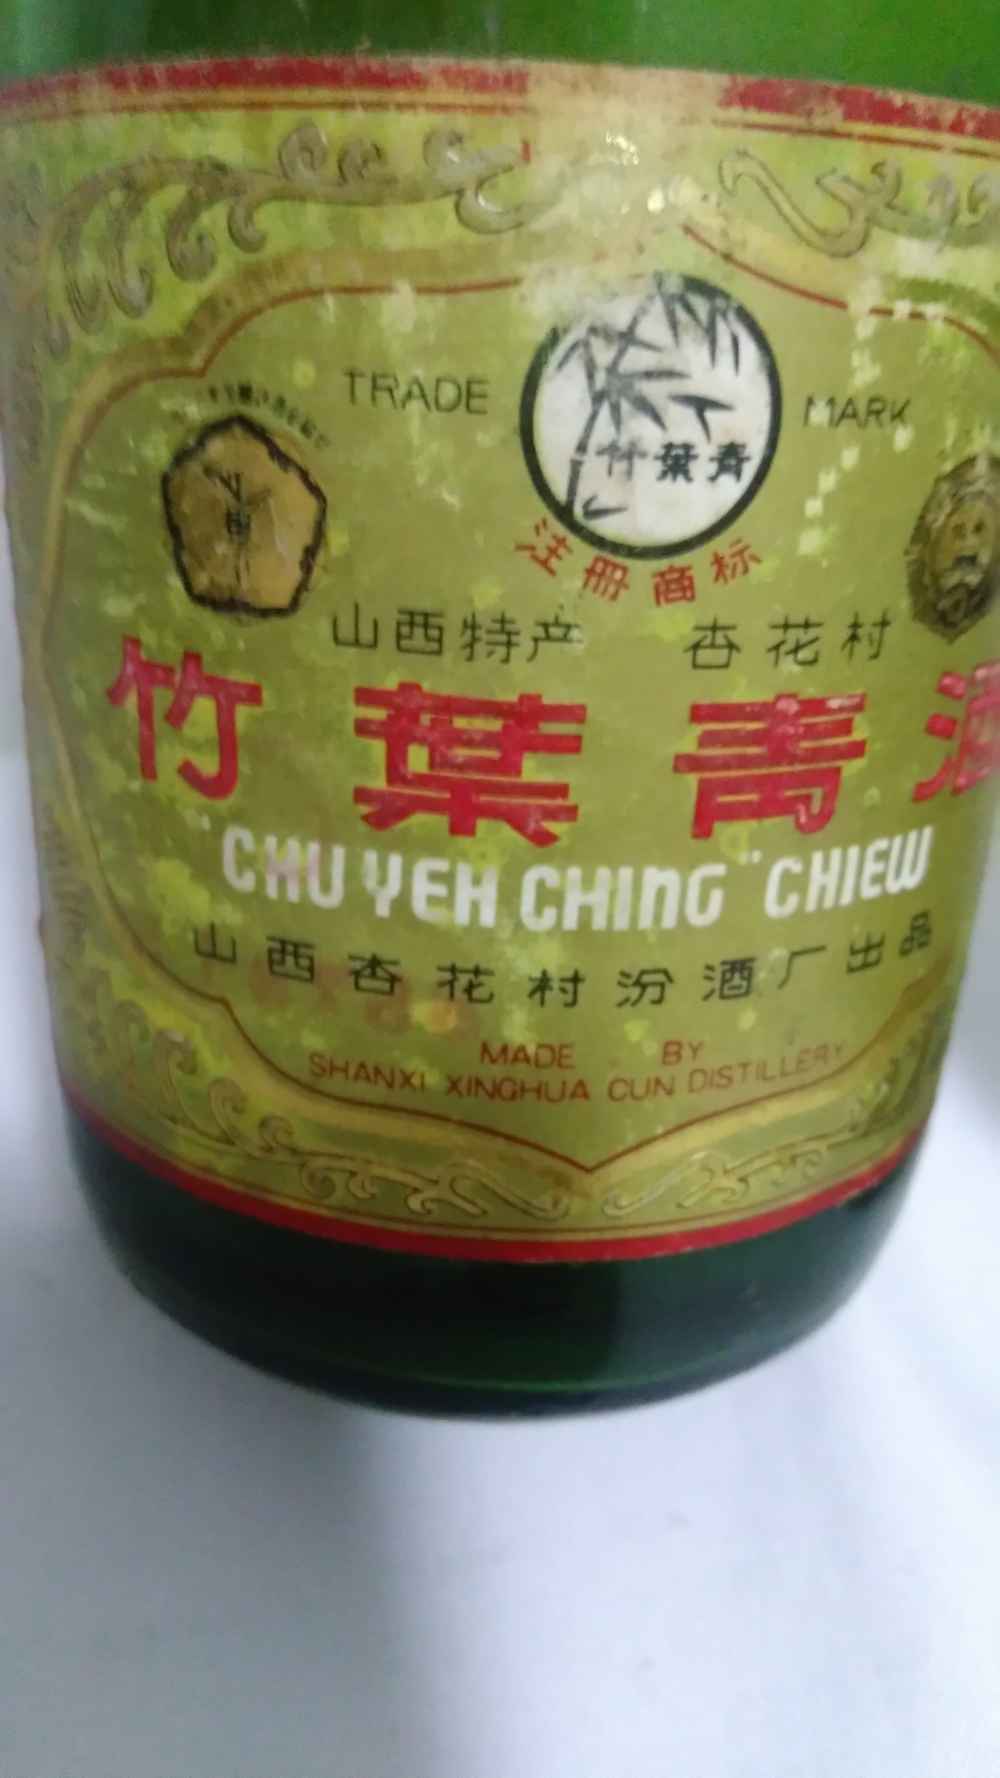 TRADE MARK
竹葉青
注册商标
山西特产 杏花村
竹葉青酒
"CHU YEH CHING" CHIEW
山西杏花村汾酒厂出品
MADE BY
SHANXI XINGHUA CUN DISTILLERY